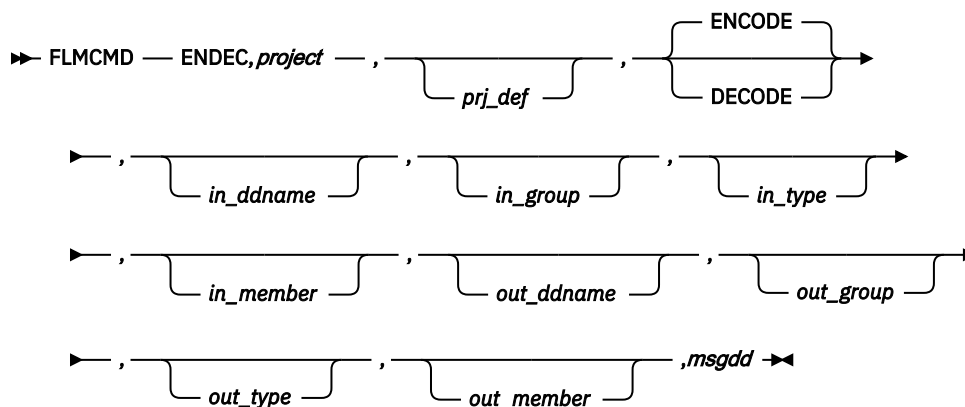 ENCODE
FLMCMD ENDEC,project , prj_def , DECODE
, in_ddname , in_group , in_type
, in_member , out_ddname , out_group
, out_type , out_member ,msgdd